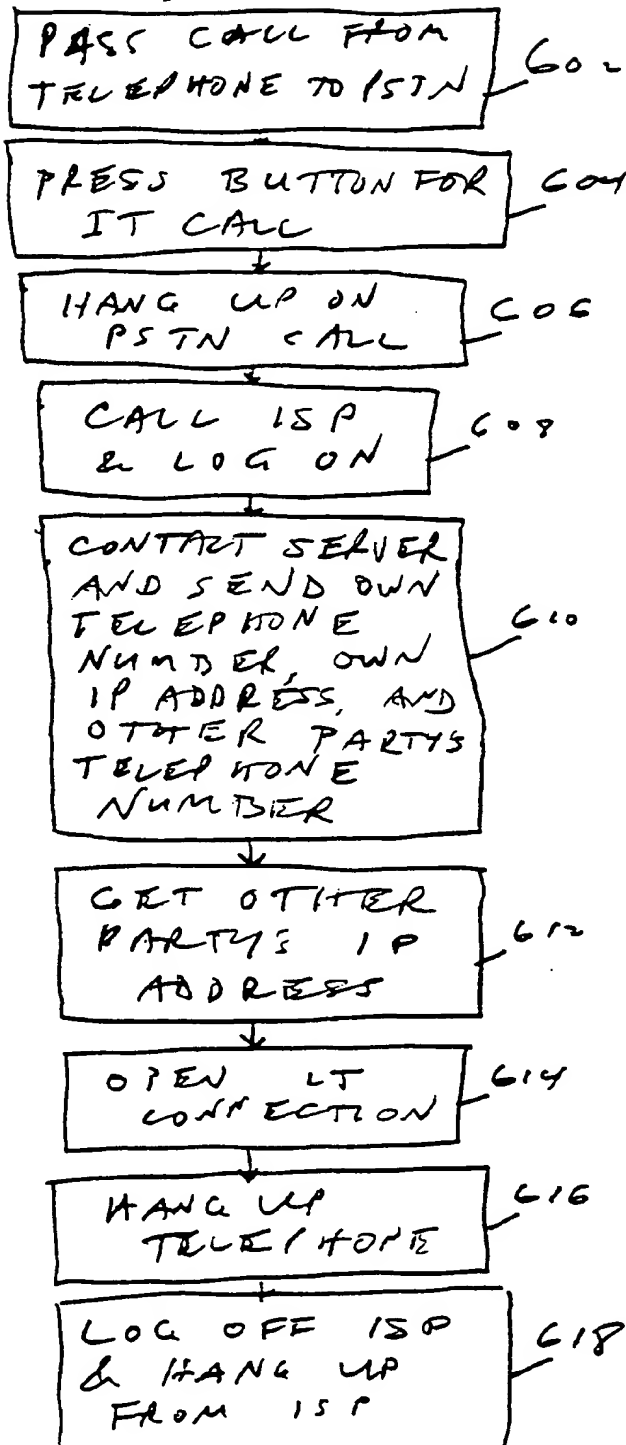 PASS CALL FROM
TELEPHONE TO PSTN
602
PRESS BUTTON FOR
IT CALL
604
HANG UP ON
PSTN CALL
606
CALL ISP
& LOG ON
608
CONTACT SERVER
AND SEND OWN
TELEPHONE
NUMBER, OWN
IP ADDRESS, AND
OTHER PARTY'S
TELEPHONE
NUMBER
610
GET OTHER
PARTY'S IP
ADDRESS
612
OPEN IT
CONNECTION
614
HANG UP
TELEPHONE
616
LOG OFF ISP
& HANG UP
FROM ISP
618